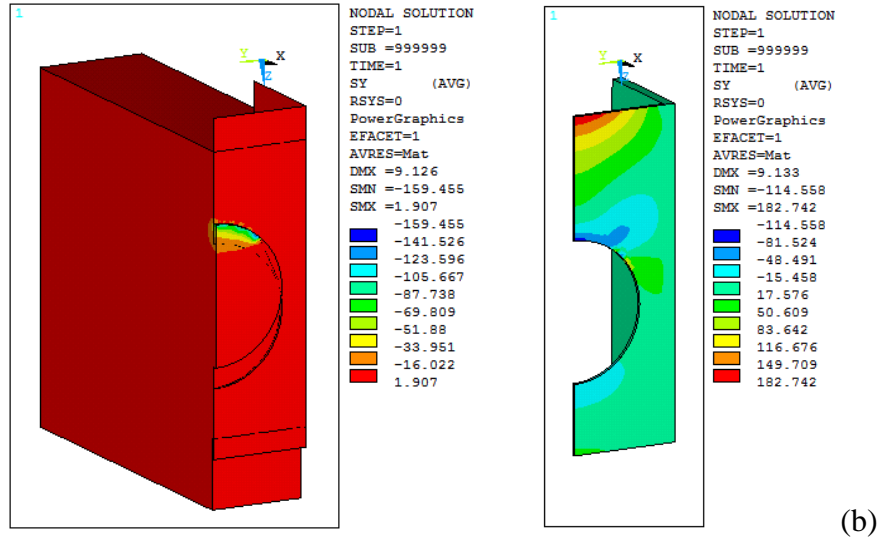 1
Y
X
Z
NODAL SOLUTION
STEP=1
SUB =999999
TIME=1
SY (AVG)
RSYS=0
PowerGraphics
EFACET=1
AVRES=Mat
DMX =9.126
SMN =-159.455
SMX =1.907
-159.455
-141.526
-123.596
-105.667
-87.738
-69.809
-51.88
-33.951
-16.022
1.907
1
Y
X
Z
NODAL SOLUTION
STEP=1
SUB =999999
TIME=1
SY (AVG)
RSYS=0
PowerGraphics
EFACET=1
AVRES=Mat
DMX =9.133
SMN =-114.558
SMX =182.742
-114.558
-81.524
-48.491
-15.458
17.576
50.609
83.642
116.676
149.709
182.742
(b)